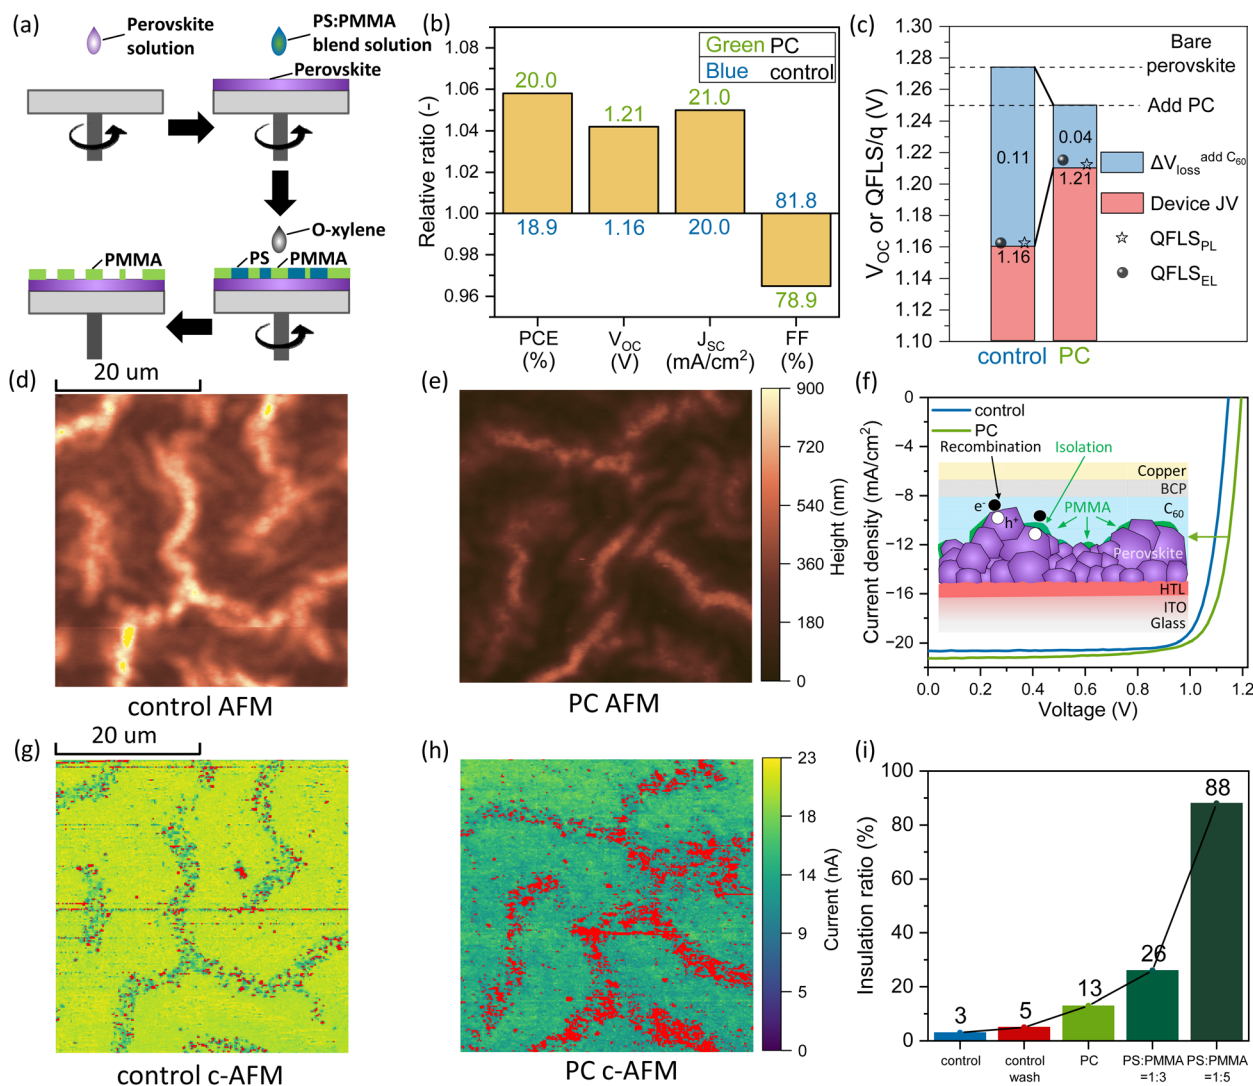 (a)
Perovskite
solution
PS:PMMA
blend solution
Perovskite
O-xylene
PMMA
PS
PMMA
(b)
Relative ratio (-)
1.08
1.06
1.04
1.02
1.00
0.98
0.96
Green PC
Blue control
20.0
1.21
21.0
81.8
18.9
1.16
20.0
78.9
PCE
(%)
V_OC
(V)
J_SC
(mA/cm²)
FF
(%)
(c)
V_OC or QFLS/q (V)
1.30
1.28
1.26
1.24
1.22
1.20
1.18
1.16
1.14
1.12
1.10
Bare
perovskite
Add PC
0.11
0.04
1.21
1.16
ΔV_loss^add C₆₀
Device JV
QFLS_PL
QFLS_EL
control
PC
(d)
20 um
control AFM
(e)
PC AFM
900
720
540
360
180
0
Height (nm)
(f)
Current density (mA/cm²)
0
−4
−8
−12
−16
−20
control
PC
Recombination
Isolation
Copper
BCP
C₆₀
e⁻
h⁺
PMMA
Perovskite
HTL
ITO
Glass
0.0
0.2
0.4
0.6
0.8
1.0
1.2
Voltage (V)
(g)
20 um
control c-AFM
(h)
PC c-AFM
23
18
14
9
5
0
Current (nA)
(i)
Insulation ratio (%)
100
80
60
40
20
0
3
5
13
26
88
control
control
wash
PC
PS:PMMA
=1:3
PS:PMMA
=1:5